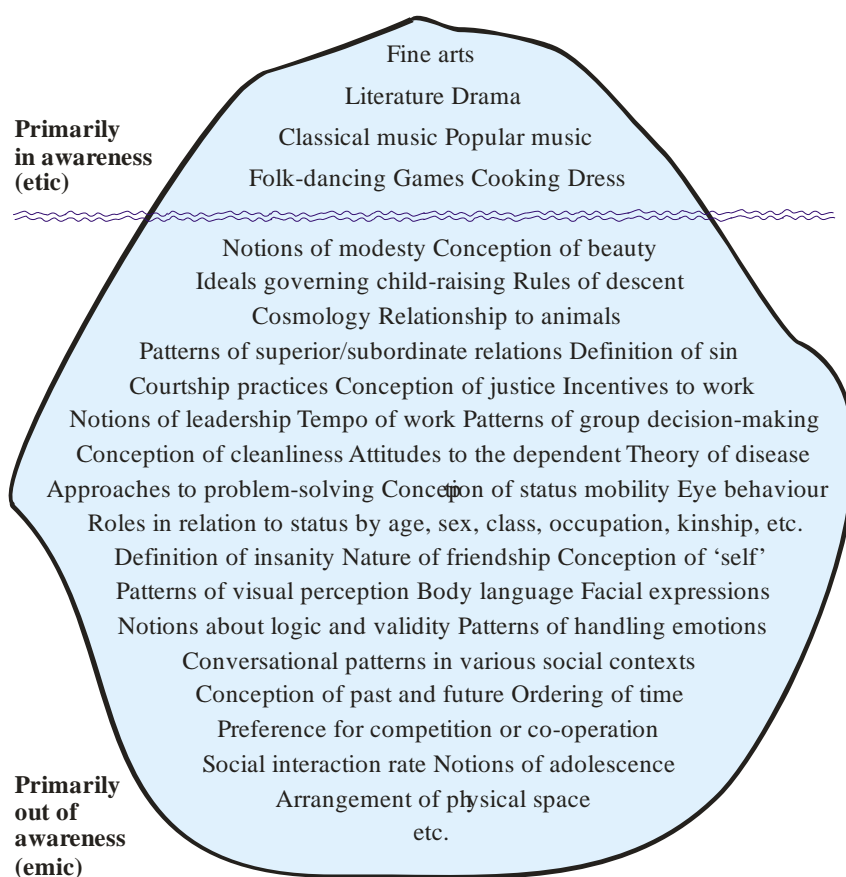 Fine arts
Literature Drama
Classical music Popular music
Folk-dancing Games Cooking Dress
Primarily
in awareness
(etic)
Notions of modesty Conception of beauty
Ideals governing child-raising Rules of descent
Cosmology Relationship to animals
Patterns of superior/subordinate relations Definition of sin
Courtship practices Conception of justice Incentives to work
Notions of leadership Tempo of work Patterns of group decision-making
Conception of cleanliness Attitudes to the dependent Theory of disease
Approaches to problem-solving Conception of status mobility Eye behaviour
Roles in relation to status by age, sex, class, occupation, kinship, etc.
Definition of insanity Nature of friendship Conception of ‘self’
Patterns of visual perception Body language Facial expressions
Notions about logic and validity Patterns of handling emotions
Conversational patterns in various social contexts
Conception of past and future Ordering of time
Preference for competition or co-operation
Social interaction rate Notions of adolescence
Arrangement of physical space
etc.
Primarily
out of
awareness
(emic)